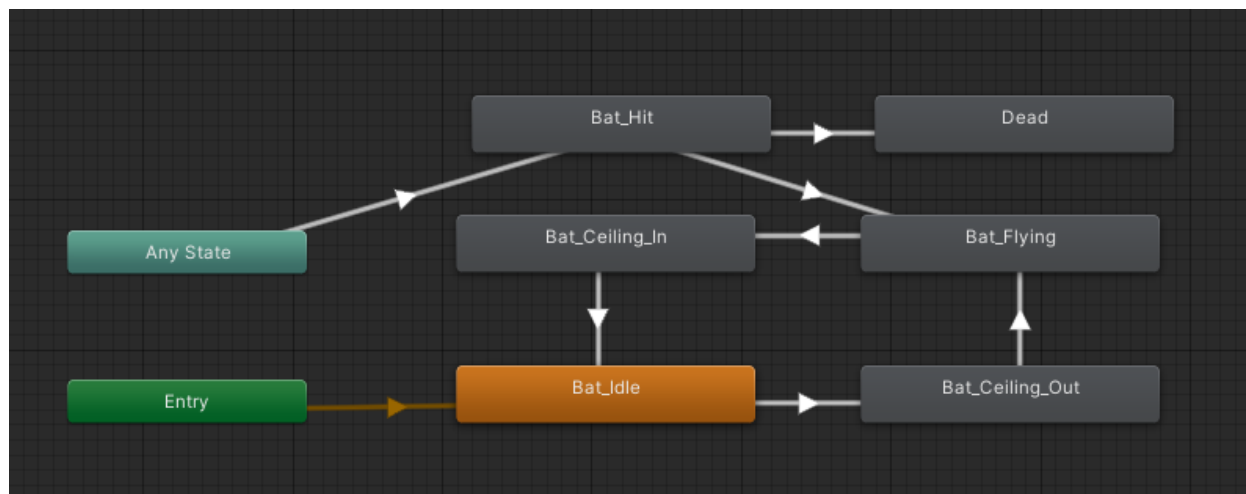 Bat_Hit
Dead
Any State
Bat_Ceiling_In
Bat_Flying
Entry
Bat_Idle
Bat_Ceiling_Out